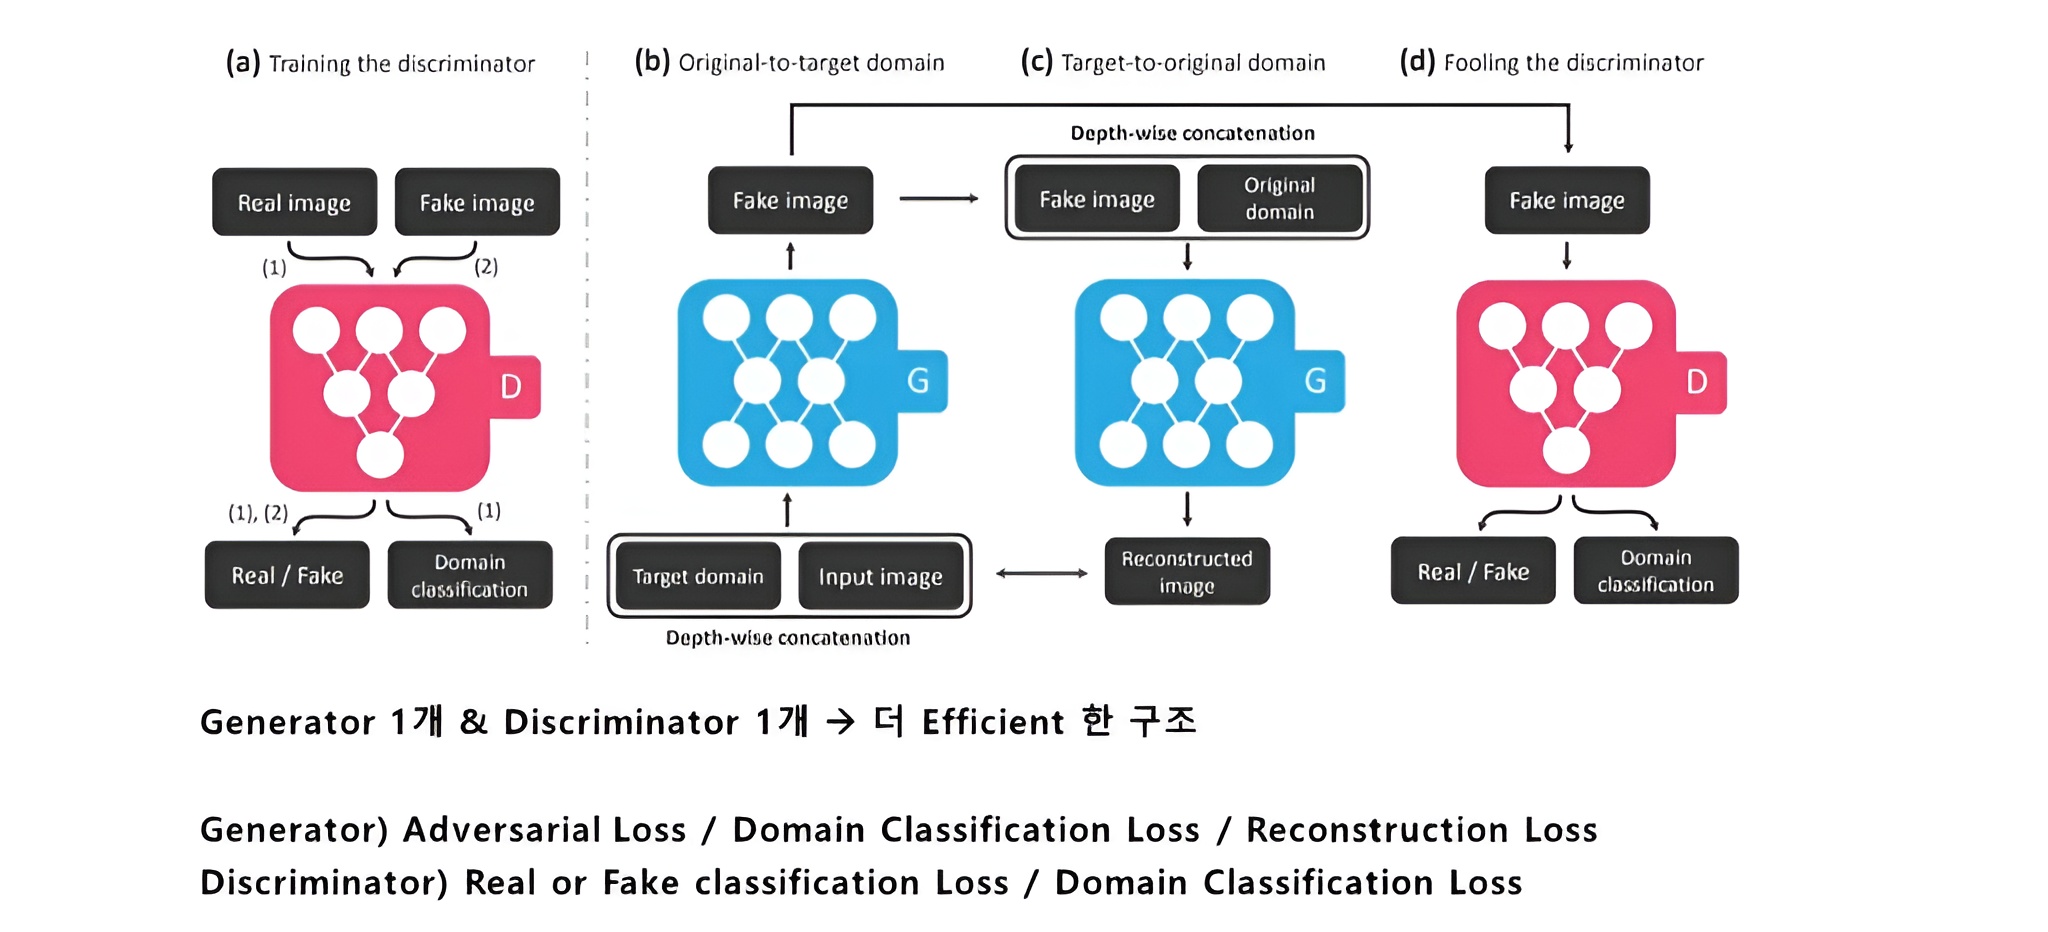 (a) Training the discriminator
(b) Original-to-target domain
(c) Target-to-original domain
(d) Fooling the discriminator
Real image
Fake image
(1)
(2)
D
(1), (2)
(1)
Real / Fake
Domain
classification
Fake image
G
Target domain
Input image
Depth-wise concatenation
Depth-wise concatenation
Fake image
Original
domain
G
Reconstructed
image
Fake image
D
Real / Fake
Domain
classification
Generator 1개 & Discriminator 1개 → 더 Efficient 한 구조
Generator) Adversarial Loss / Domain Classification Loss / Reconstruction Loss
Discriminator) Real or Fake classification Loss / Domain Classification Loss